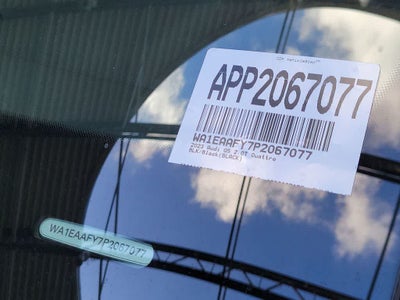 APP2067077
WA1EAAFY7P2067077
2023 Audi Q5 2.0T Quattro
BLK/Black(BLACK)
WA1EAAFY7P2067077